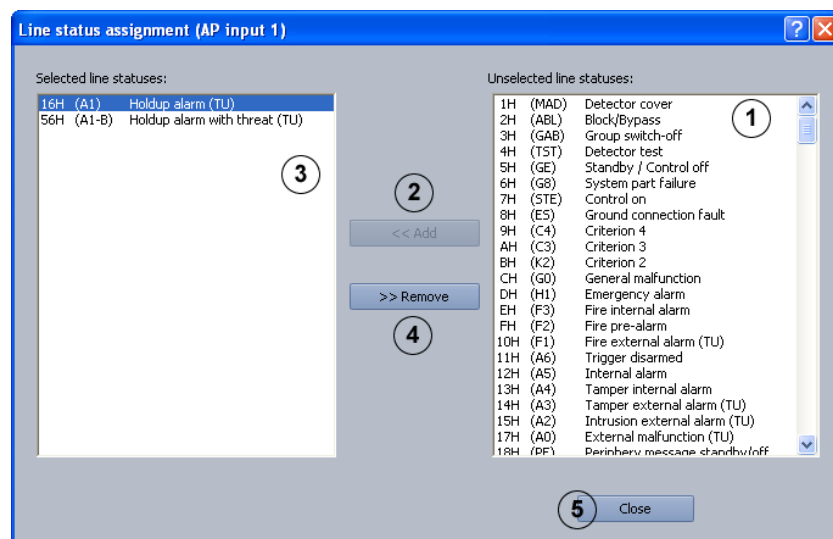 Line status assignment (AP input 1)
Selected line statuses:
16H (A1) Holdup alarm (TU)
56H (A1-B) Holdup alarm with threat (TU)
3
2
<< Add
>> Remove
4
Unselected line statuses:
1
1H (MAD) Detector cover
2H (ABL) Block/Bypass
3H (GAB) Group switch-off
4H (TST) Detector test
5H (GE) Standby / Control off
6H (G8) System part failure
7H (STE) Control on
8H (ES) Ground connection fault
9H (C4) Criterion 4
AH (C3) Criterion 3
BH (K2) Criterion 2
CH (G0) General malfunction
DH (H1) Emergency alarm
EH (F3) Fire internal alarm
FH (F2) Fire pre-alarm
10H (F1) Fire external alarm (TU)
11H (A6) Trigger disarmed
12H (A5) Internal alarm
13H (A4) Tamper internal alarm
14H (A3) Tamper external alarm (TU)
15H (A2) Intrusion external alarm (TU)
17H (A0) External malfunction (TU)
18H (PE) Periphery message standby/off
5
Close